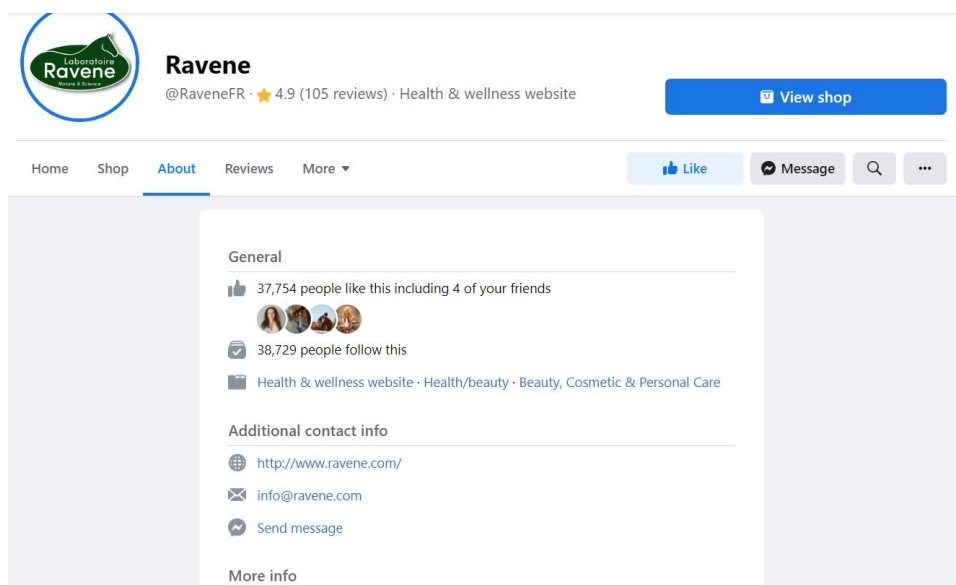 Laboratoire
Ravene
Nature & Science
Ravene
@RaveneFR · 4.9 (105 reviews) · Health & wellness website
View shop
Home Shop About Reviews More
Like Message
General
37,754 people like this including 4 of your friends
38,729 people follow this
Health & wellness website · Health/beauty · Beauty, Cosmetic & Personal Care
Additional contact info
http://www.ravene.com/
info@ravene.com
Send message
More info